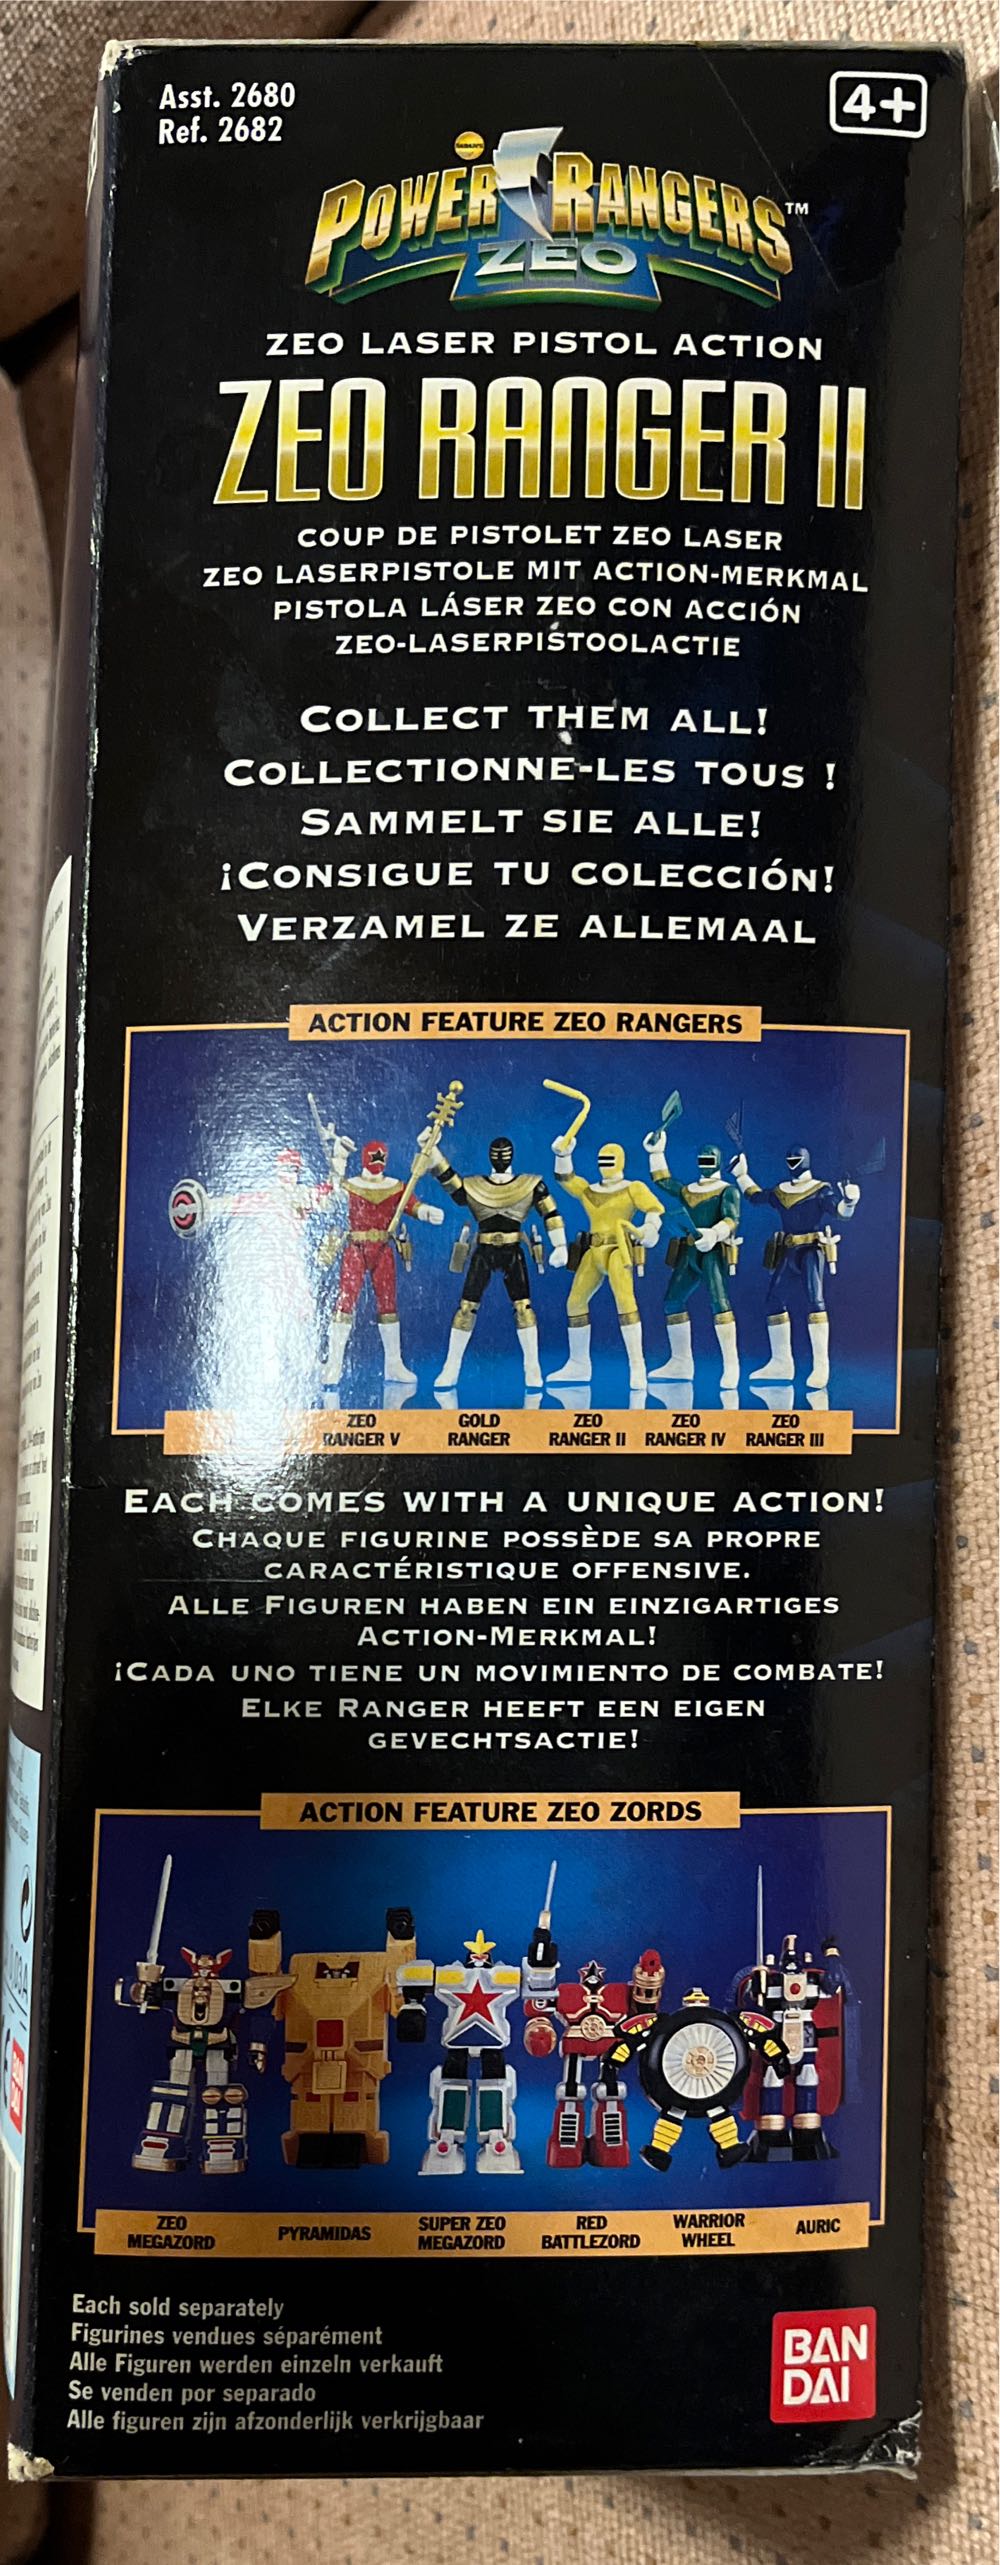 Asst. 2680
Ref. 2682
4+
POWER RANGERS™
ZEO
ZEO LASER PISTOL ACTION
ZEO RANGER II
COUP DE PISTOLET ZEO LASER
ZEO LASERPISTOLE MIT ACTION-MERKMAL
PISTOLA LÁSER ZEO CON ACCIÓN
ZEO-LASERPISTOOLACTIE
COLLECT THEM ALL!
COLLECTIONNE-LES TOUS !
SAMMELT SIE ALLE!
¡CONSIGUE TU COLECCIÓN!
VERZAMEL ZE ALLEMAAL
ACTION FEATURE ZEO RANGERS
ZEO RANGER V
GOLD RANGER
ZEO RANGER II
ZEO RANGER IV
ZEO RANGER III
EACH COMES WITH A UNIQUE ACTION!
CHAQUE FIGURINE POSSÈDE SA PROPRE
CARACTÉRISTIQUE OFFENSIVE.
ALLE FIGUREN HABEN EIN EINZIGARTIGES
ACTION-MERKMAL!
¡CADA UNO TIENE UN MOVIMIENTO DE COMBATE!
ELKE RANGER HEEFT EEN EIGEN
GEVECHTSACTIE!
ACTION FEATURE ZEO ZORDS
ZEO MEGAZORD
PYRAMIDAS
SUPER ZEO MEGAZORD
RED BATTLEZORD
WARRIOR WHEEL
AURIC
Each sold separately
Figurines vendues séparément
Alle Figuren werden einzeln verkauft
Se venden por separado
Alle figuren zijn afzonderlijk verkrijgbaar
BAN
DAI